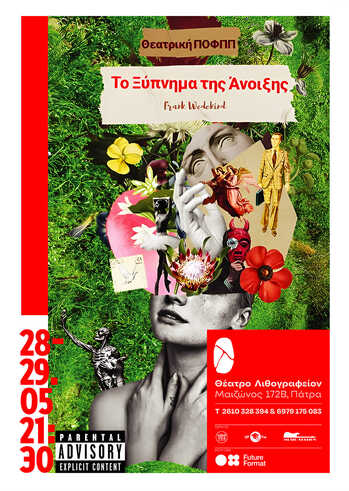 Θεατρική ΠΟΦΠΠ
Το Ξύπνημα της Άνοιξης
Frank Wedekind
28-
29.
05
21.
30
PARENTAL
ADVISORY
EXPLICIT CONTENT
Θέατρο Λιθογραφείον
Μαιζώνος 172Β, Πάτρα
T 2610 328 394 & 6979 175 083
Future
Format